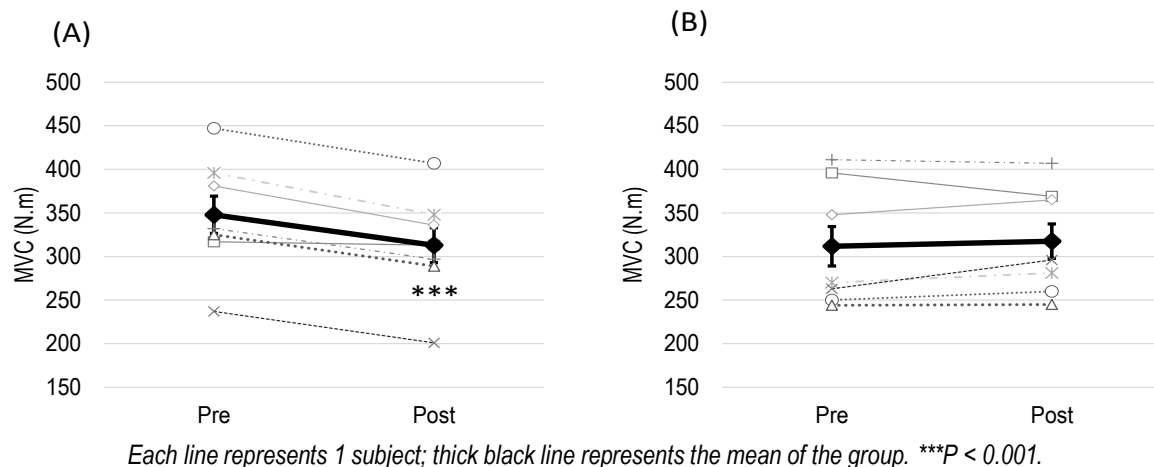 (A)
(B)
500
450
400
350
300
250
200
150
MVC (N.m)
***
Pre
Post
500
450
400
350
300
250
200
150
MVC (N.m)
Pre
Post
Each line represents 1 subject; thick black line represents the mean of the group. ***P < 0.001.